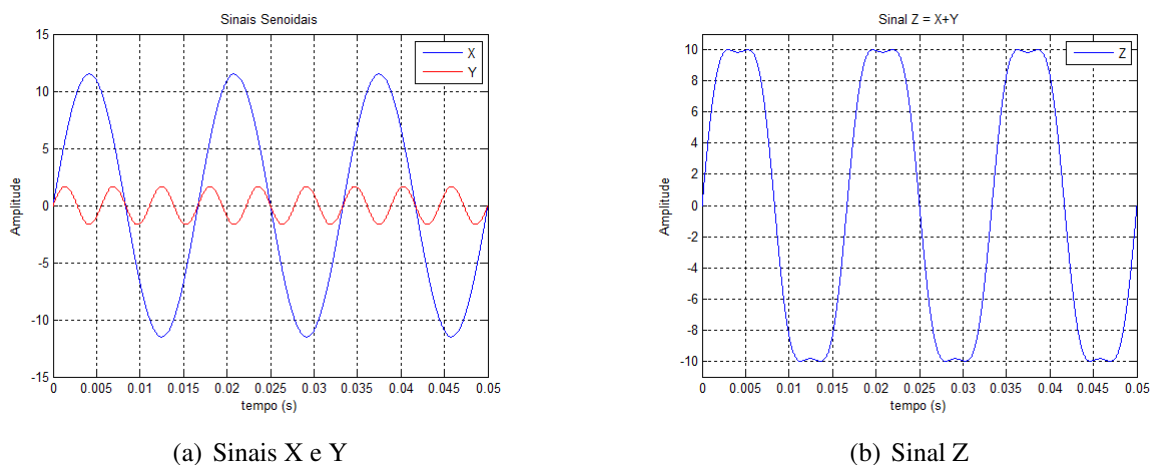 Sinais Senoidais
15
10
5
0
-5
-10
-15
Amplitude
X
Y
0 0.005 0.01 0.015 0.02 0.025 0.03 0.035 0.04 0.045 0.05
tempo (s)
(a) Sinais X e Y
Sinal Z = X+Y
10
8
6
4
2
0
-2
-4
-6
-8
-10
Amplitude
Z
0 0.005 0.01 0.015 0.02 0.025 0.03 0.035 0.04 0.045 0.05
tempo (s)
(b) Sinal Z